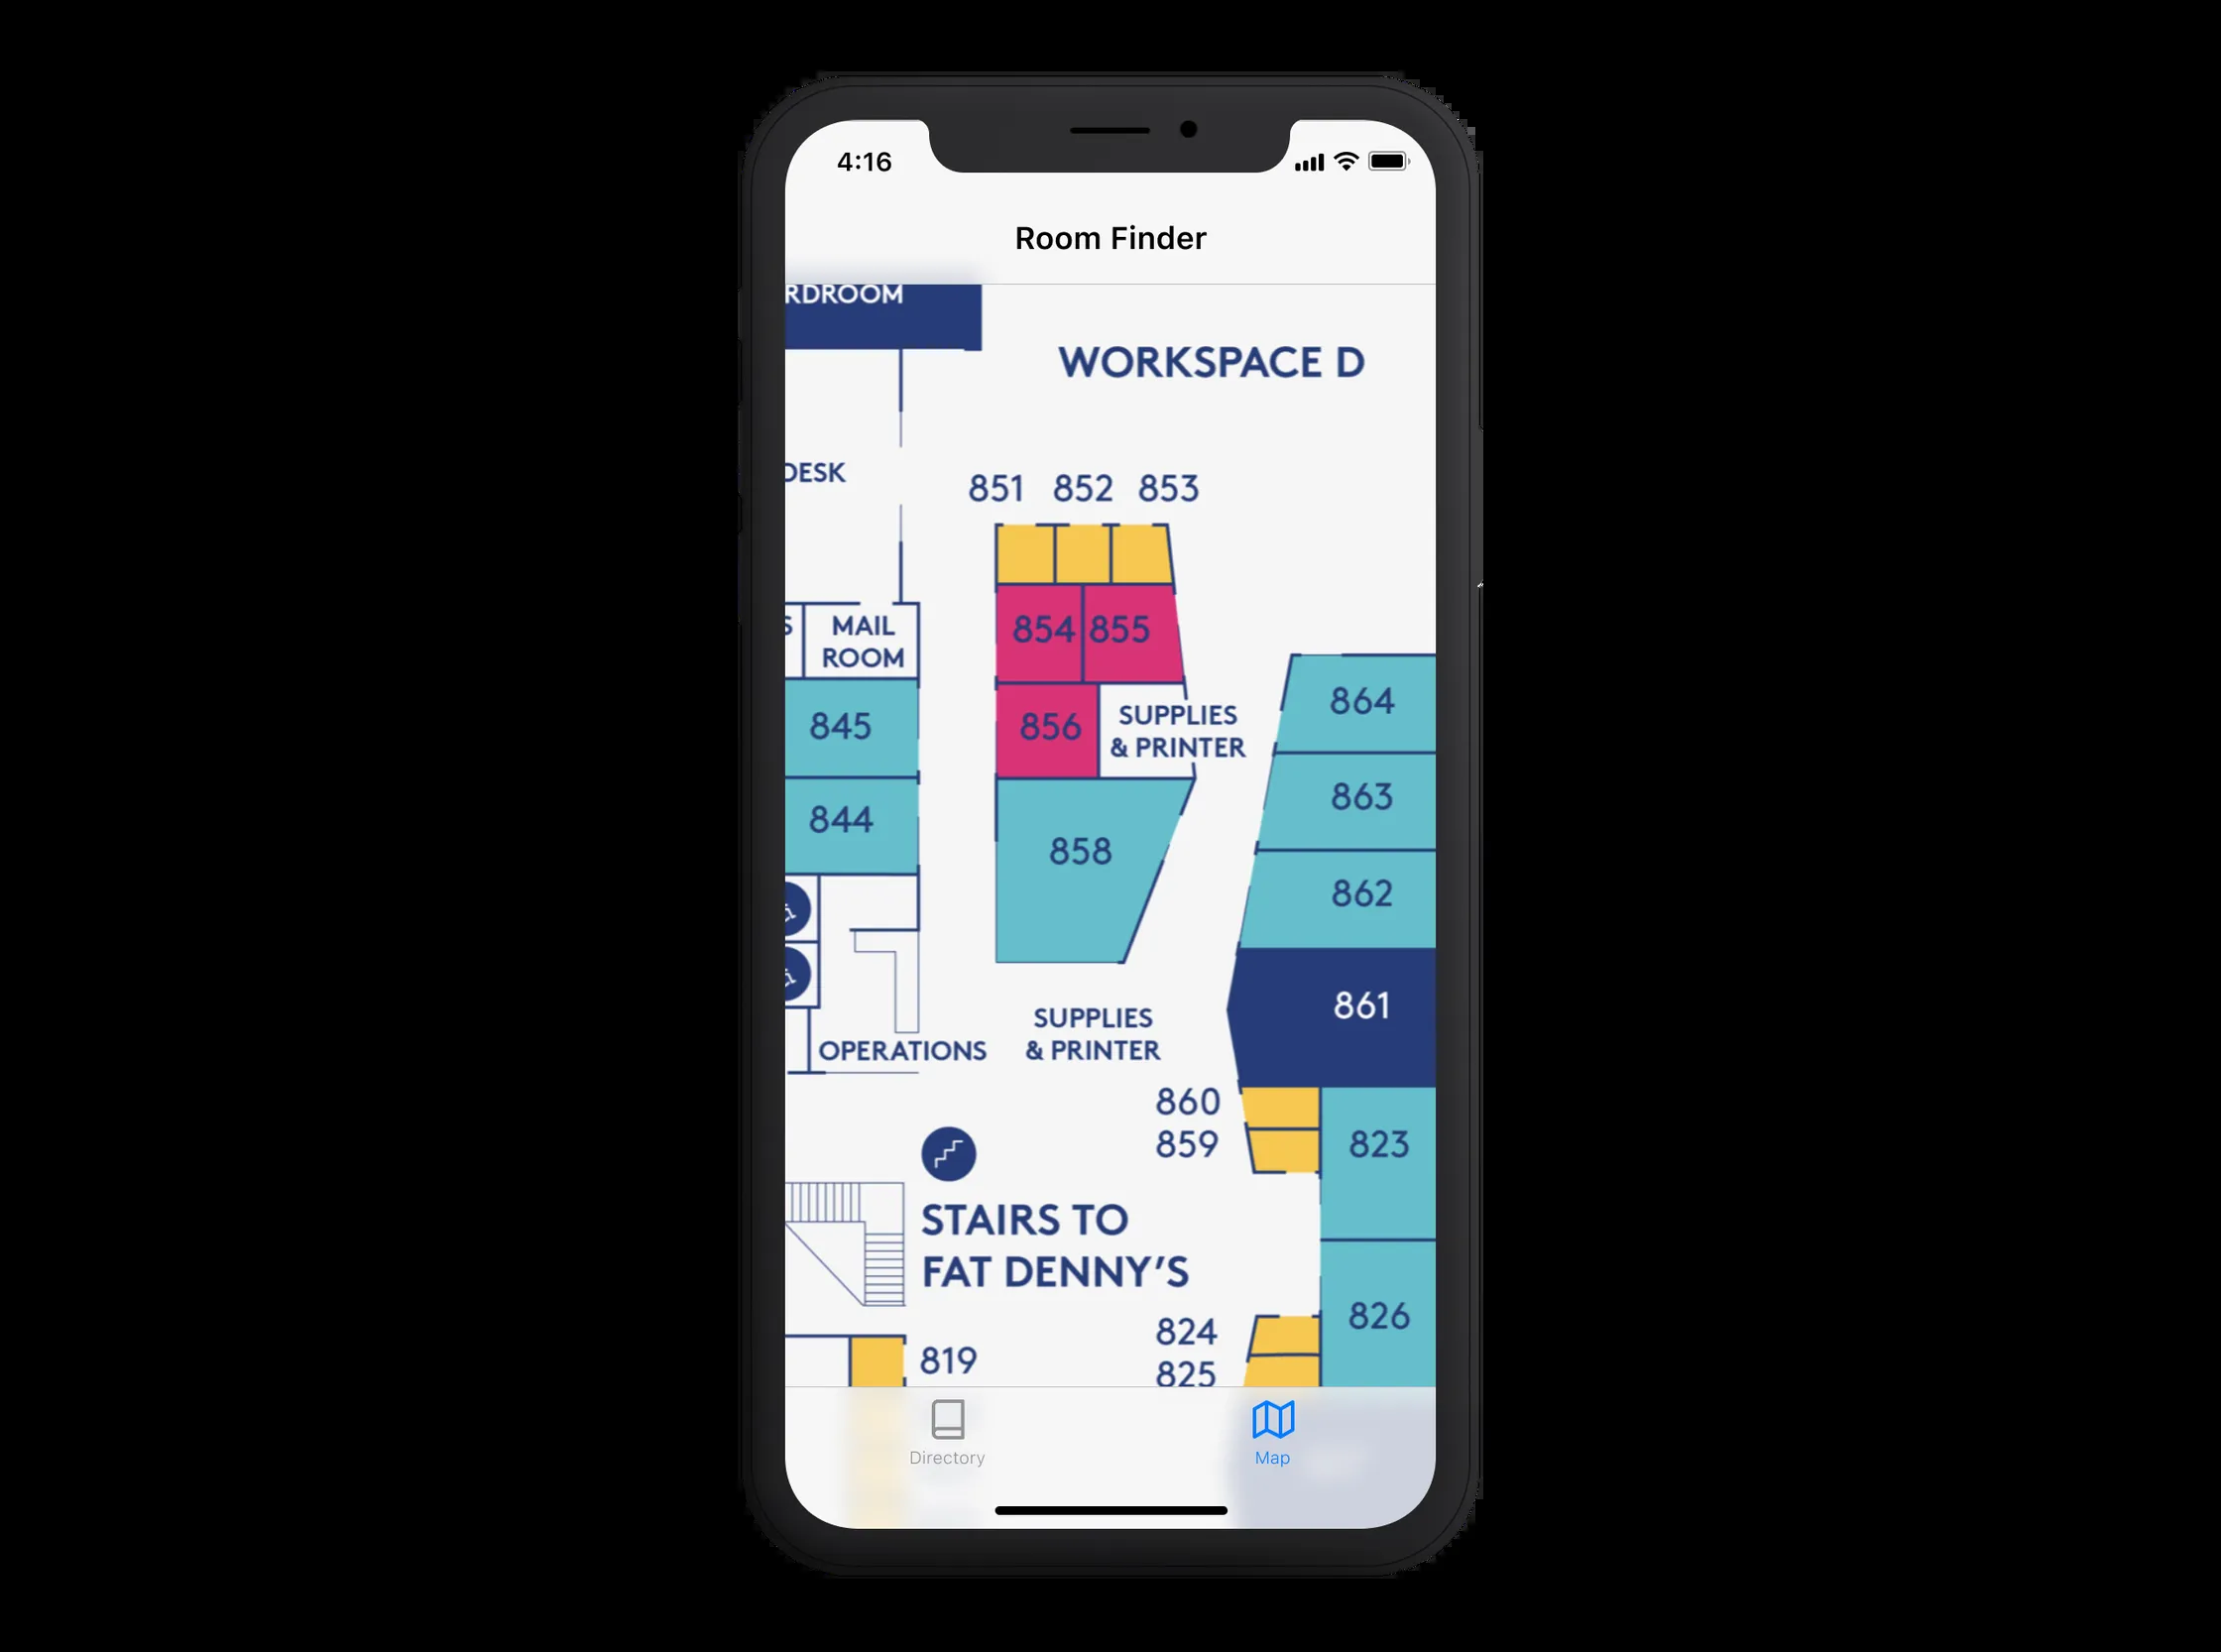 4:16
Room Finder
RDROOM
WORKSPACE D
DESK
851 852 853
MAIL
ROOM
854 855
864
845
856
SUPPLIES
& PRINTER
863
844
858
862
861
SUPPLIES
& PRINTER
OPERATIONS
860
859
823
STAIRS TO
FAT DENNY’S
826
824
819
825
Directory
Map